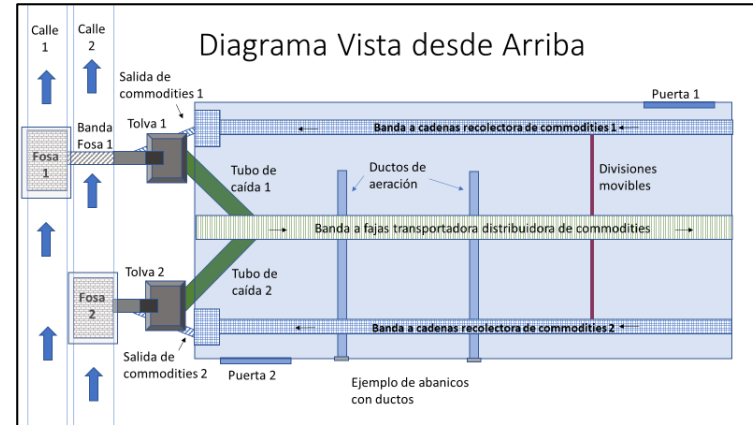 Calle
1
Calle
2
Diagrama Vista desde Arriba
Salida de
commodities 1
Puerta 1
Banda
Fosa 1
Tolva 1
Banda a cadenas recolectora de commodities 1
Fosa
1
Tubo de
caída 1
Ductos de
aeración
Divisiones
movibles
Banda a fajas transportadora distribuidora de commodities
Tolva 2
Tubo de
caída 2
Fosa
2
Banda a cadenas recolectora de commodities 2
Salida de
commodities 2
Puerta 2
Ejemplo de abanicos
con ductos